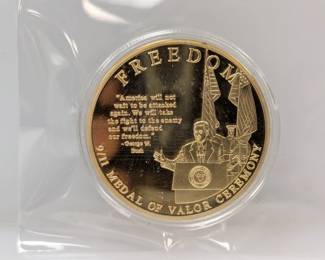 FREEDOM
"America will not
wait to be attacked
again. We will take
the fight to the enemy
and we'll defend
our freedom."
-George W.
Bush
9/11 MEDAL OF VALOR CEREMONY